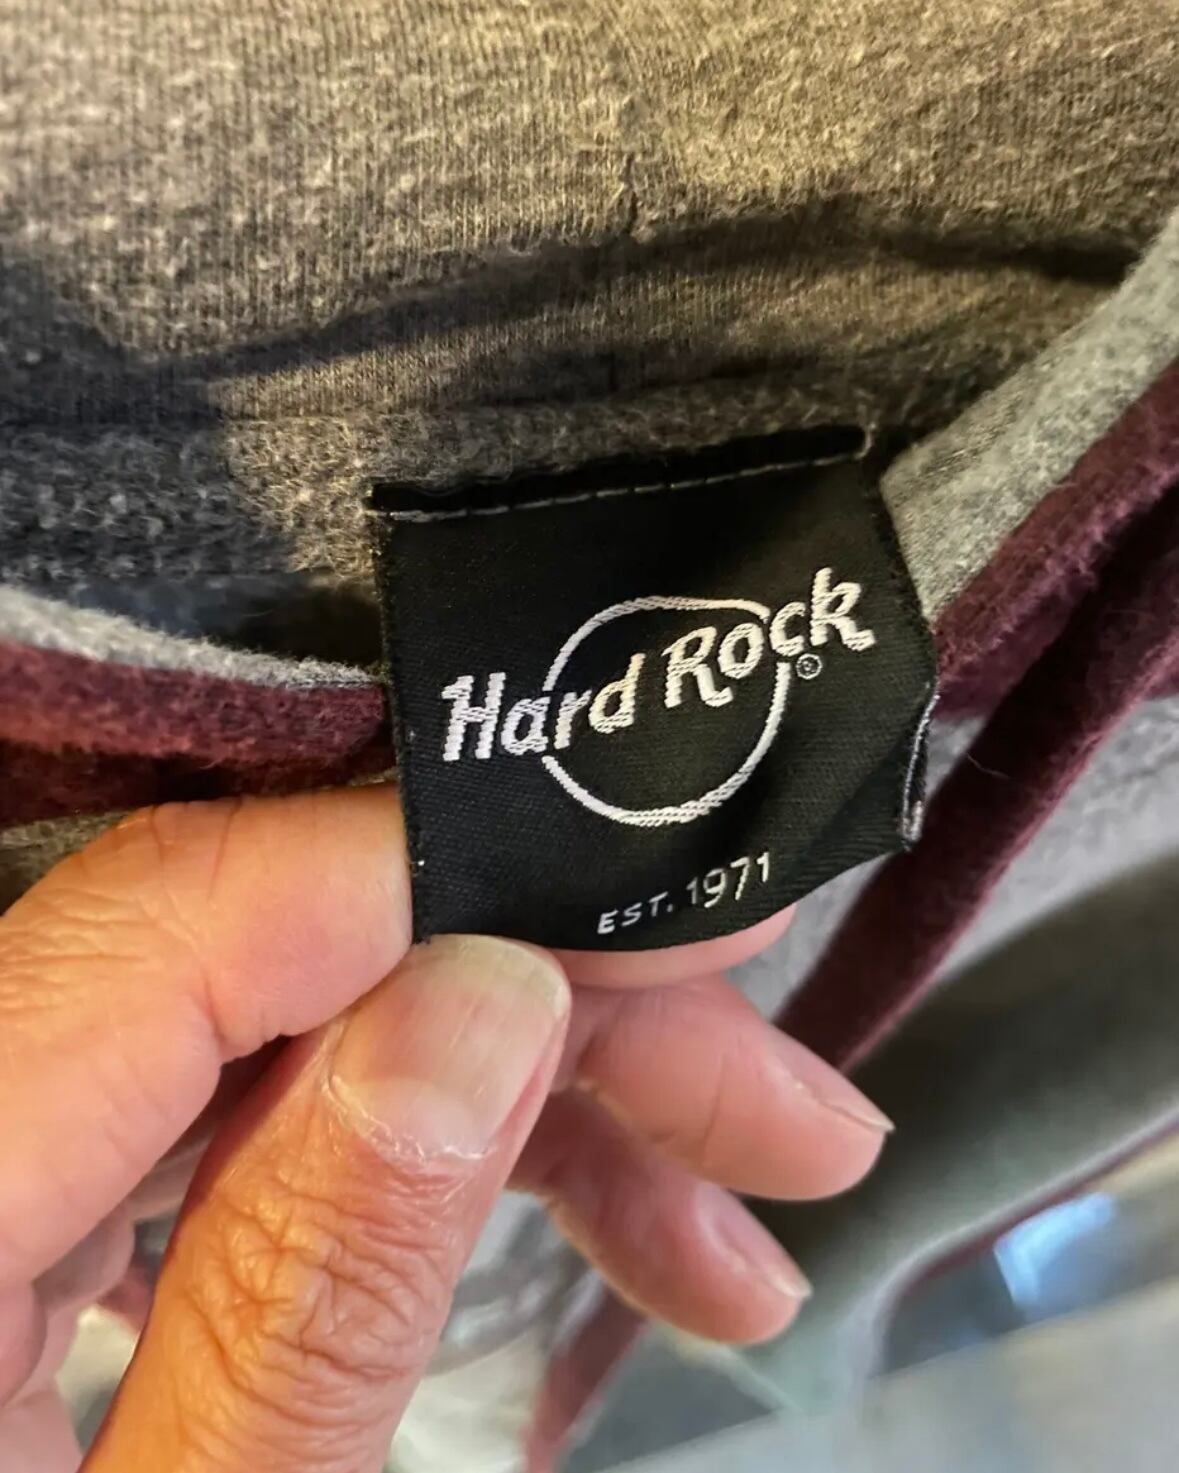 Hard Rock®
EST. 1971